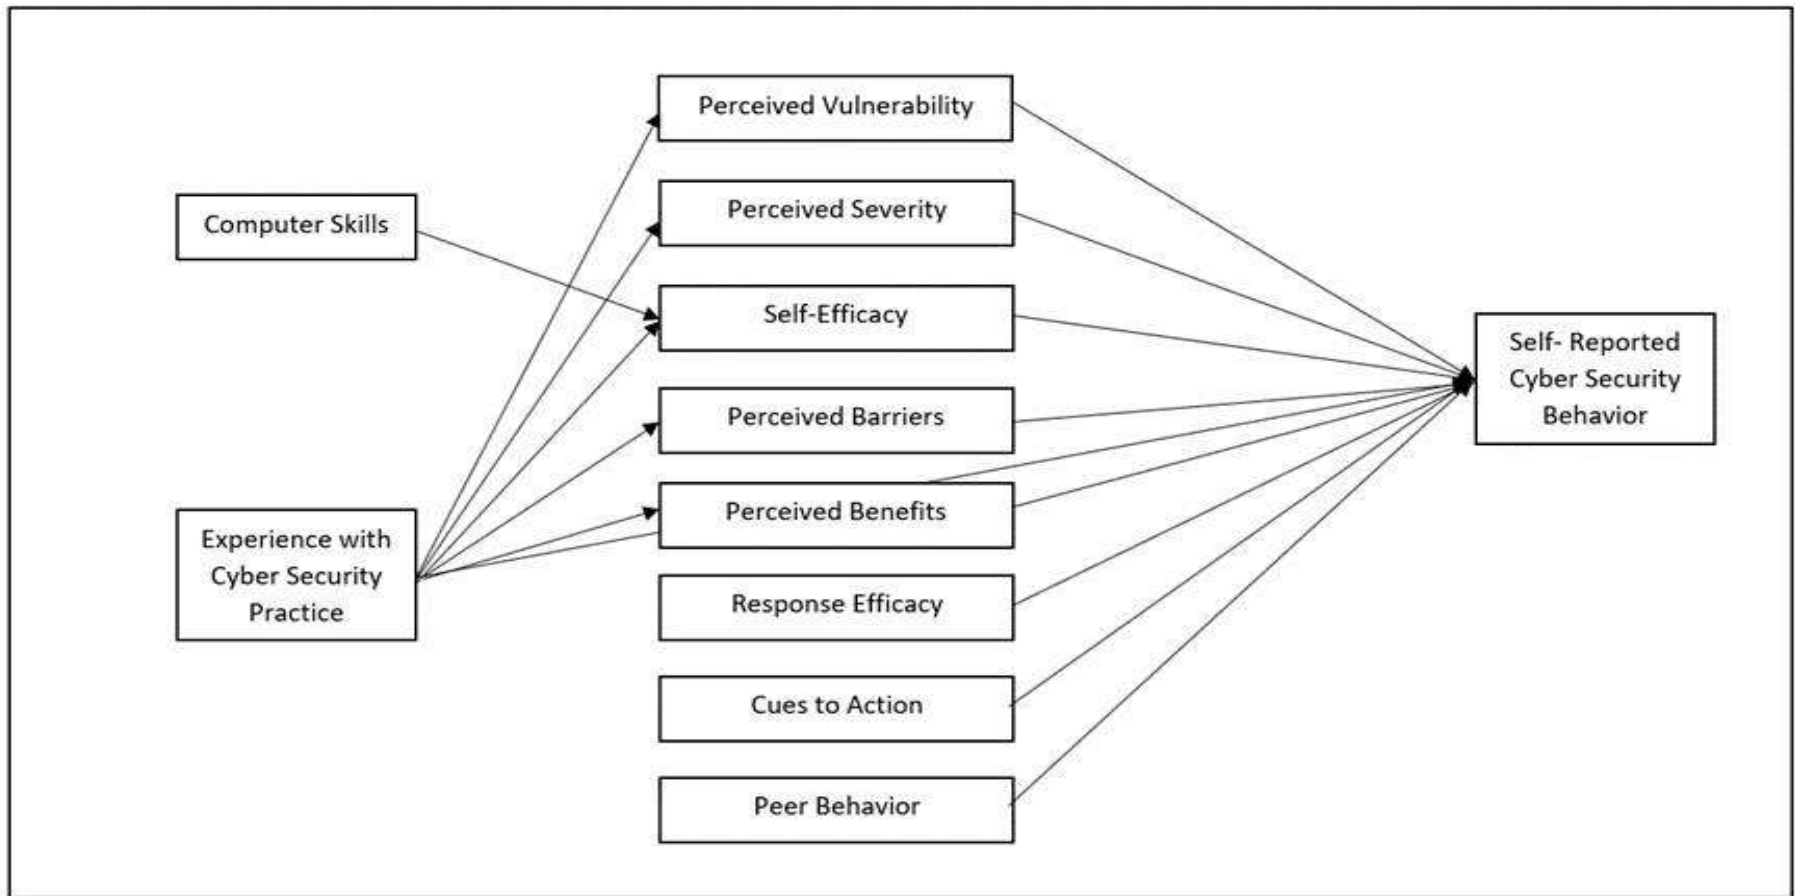 Perceived Vulnerability
Perceived Severity
Computer Skills
Self-Efficacy
Self- Reported
Cyber Security
Behavior
Perceived Barriers
Perceived Benefits
Experience with
Cyber Security
Practice
Response Efficacy
Cues to Action
Peer Behavior